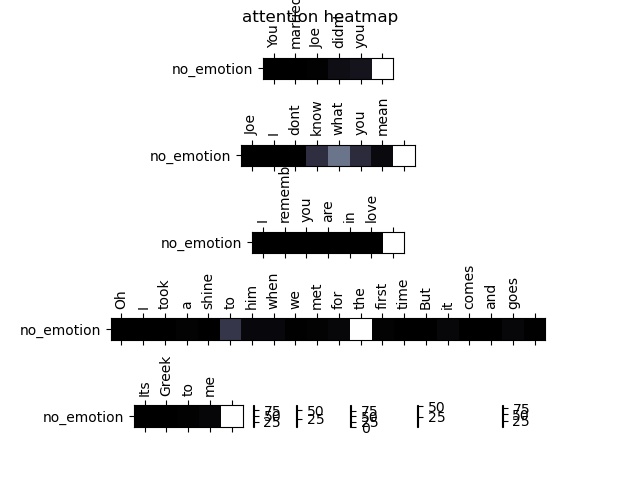 attention heatmap
You married Joe didnt you
no_emotion
Joe I dont know what you mean
no_emotion
I rememb you are in love
no_emotion
Oh I took a shine to him when we met for the first time But it comes and goes
no_emotion
Its Greek to me
no_emotion
75 50 25
50 25
75 50 25 0
50 25
75 50 25